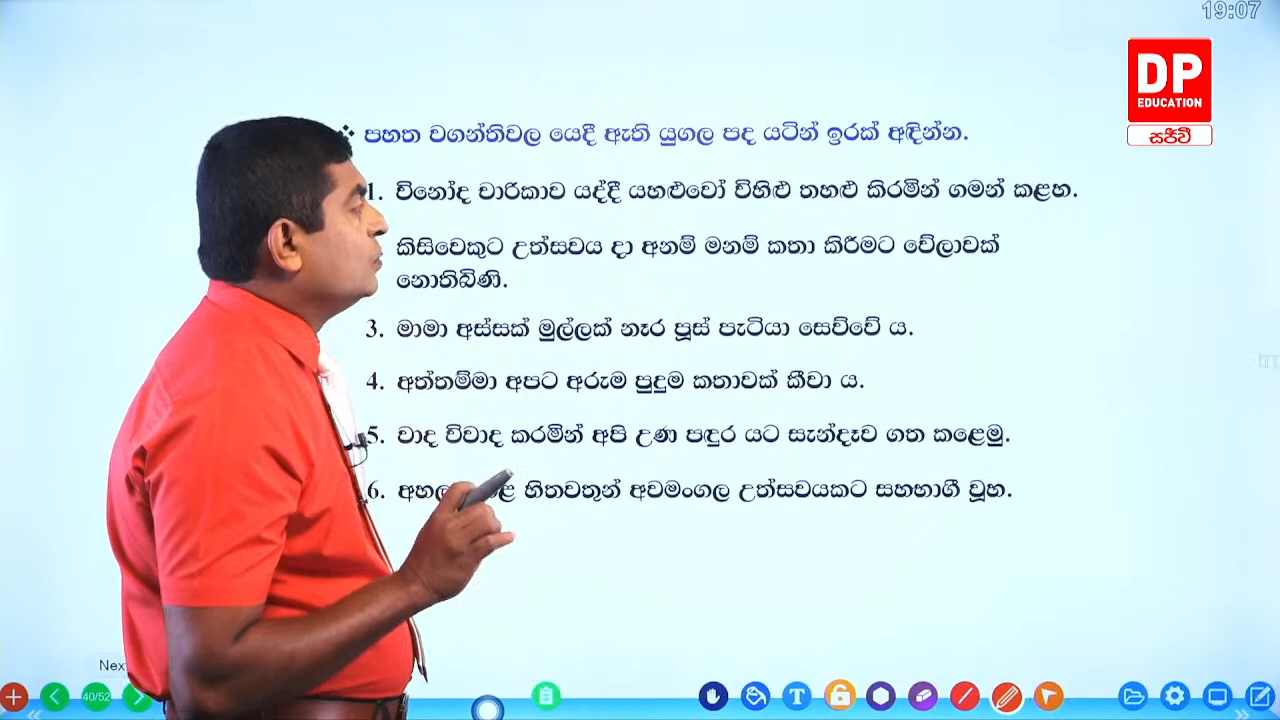 19:07
DP
EDUCATION
සජීවී
❖ පහත වගන්තිවල යෙදී ඇති යුගල පද යටින් ඉරක් අඳින්න.
1. විනෝද චාරිකාව යද්දී යහළුවෝ විහිළු තහළු කිරමින් ගමන් කළහ.
කිසිවෙකුට උත්සවය දා අනම් මනම් කතා කිරීමට වේලාවක්
නොතිබිණි.
3. මාමා අස්සක් මුල්ලක් නෑර පූස් පැටියා සෙව්වේ ය.
4. අත්තම්මා අපට අරුම පුදුම කතාවක් කීවා ය.
5. වාද විවාද කරමින් අපි උණ පඳුර යට සැන්දෑව ගත කළෙමු.
6. හිතවතුන් අවමංගල උත්සවයකට සහභාගී වූහ.
Nex
40/52